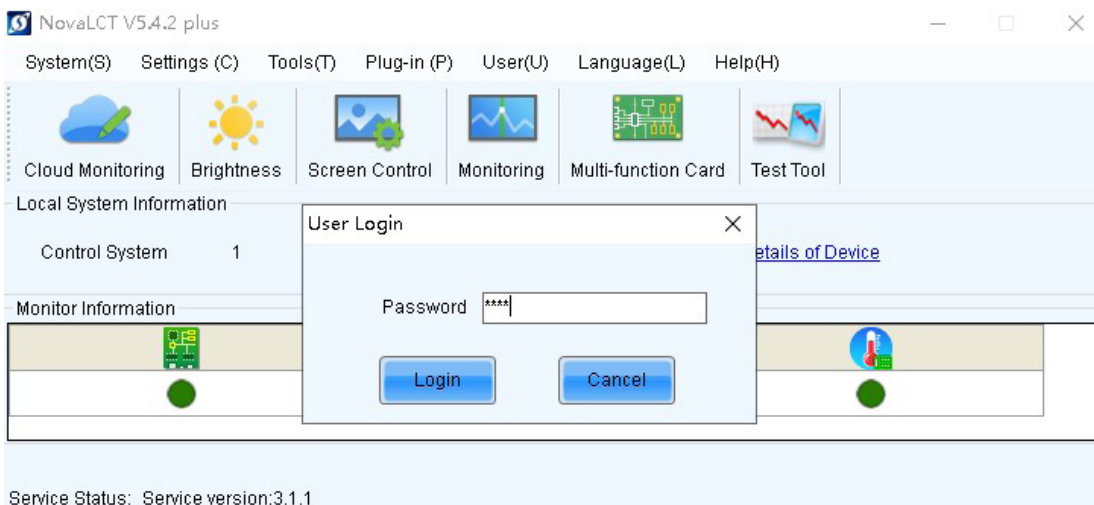 NovaLCT V5.4.2 plus
System(S) Settings (C) Tools(T) Plug-in (P) User(U) Language(L) Help(H)
Cloud Monitoring Brightness Screen Control Monitoring Multi-function Card Test Tool
Local System Information
User Login
Control System 1 etails of Device
Password ****
Monitor Information
Login Cancel
Service Status: Service version:3.1.1